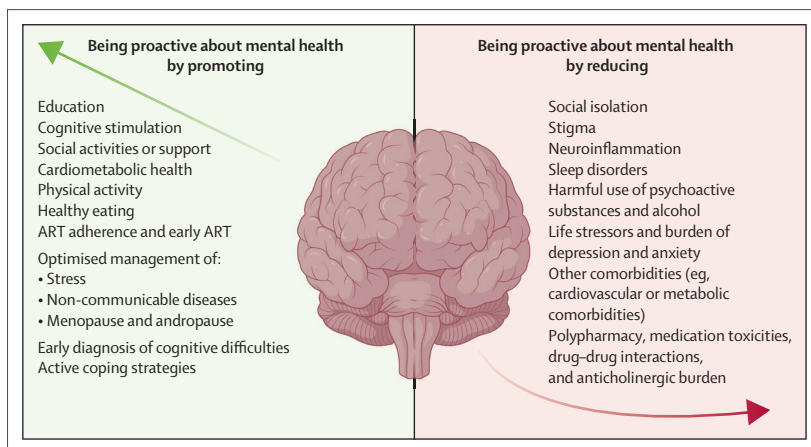 Being proactive about mental health
by promoting
Education
Cognitive stimulation
Social activities or support
Cardiometabolic health
Physical activity
Healthy eating
ART adherence and early ART
Optimised management of:
• Stress
• Non-communicable diseases
• Menopause and andropause
Early diagnosis of cognitive difficulties
Active coping strategies
Being proactive about mental health
by reducing
Social isolation
Stigma
Neuroinflammation
Sleep disorders
Harmful use of psychoactive
substances and alcohol
Life stressors and burden of
depression and anxiety
Other comorbidities (eg,
cardiovascular or metabolic
comorbidities)
Polypharmacy, medication toxicities,
drug–drug interactions,
and anticholinergic burden